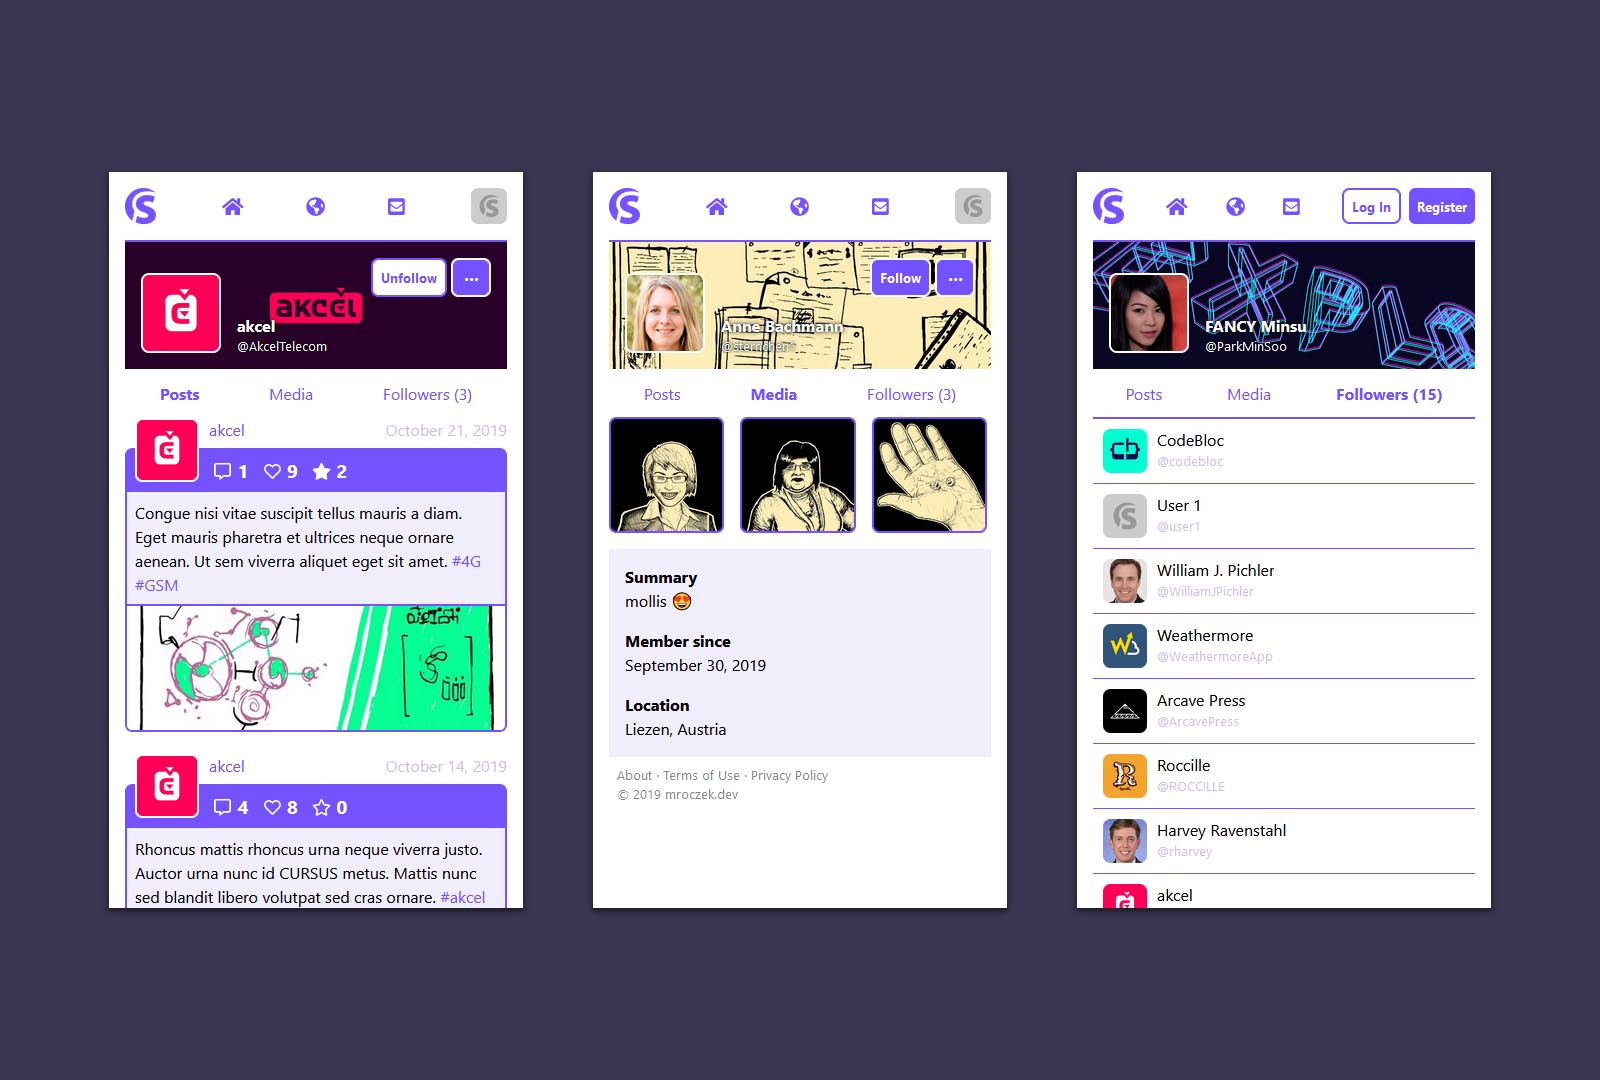 Unfollow
...
akcel
akcel
@AkcelTelecom
Posts Media Followers (3)
akcel October 21, 2019
1 9 2
Congue nisi vitae suscipit tellus mauris a diam.
Eget mauris pharetra et ultrices neque ornare
aenean. Ut sem viverra aliquet eget sit amet. #4G
#GSM
akcel October 14, 2019
4 8 0
Rhoncus mattis rhoncus urna neque viverra justo.
Auctor urna nunc id CURSUS metus. Mattis nunc
sed blandit libero volutpat sed cras ornare. #akcel
Follow
...
Anne Bachmann
Posts Media Followers (3)
Summary
mollis 😍
Member since
September 30, 2019
Location
Liezen, Austria
About · Terms of Use · Privacy Policy
© 2019 mroczek.dev
Log In Register
FANCY Minsu
@ParkMinSoo
Posts Media Followers (15)
CodeBloc
@codebloc
User 1
@user1
William J. Pichler
@WilliamJPichler
Weathermore
@WeathermoreApp
Arcave Press
@ArcavePress
Roccille
@ROCCILLE
Harvey Ravenstahl
@rharvey
akcel